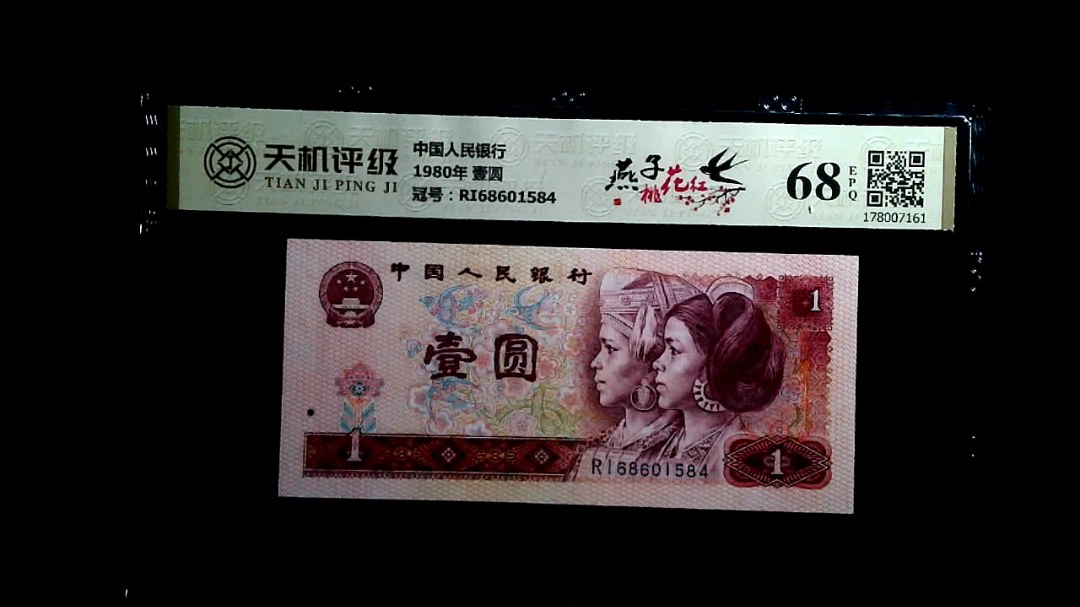 天机评级
TIAN JI PING JI
中国人民银行
1980年 壹圆
冠号：RI68601584
燕子
桃花红
68
EPQ
178007161
中国人民银行
1
壹圆
1
RI68601584
1